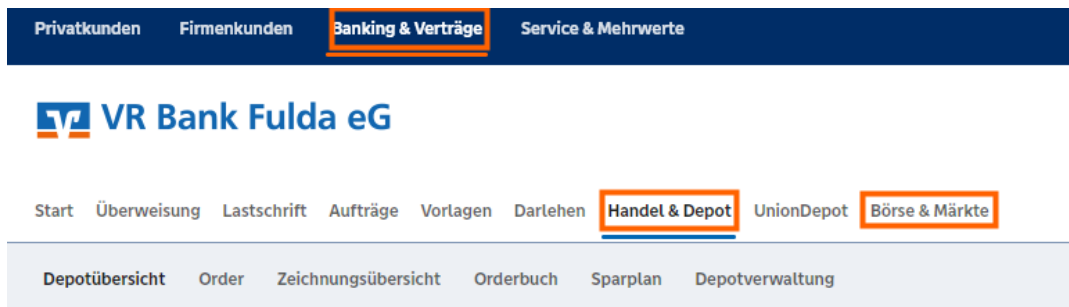 Privatkunden Firmenkunden Banking & Verträge Service & Mehrwerte
VR Bank Fulda eG
Start Überweisung Lastschrift Aufträge Vorlagen Darlehen Handel & Depot UnionDepot Börse & Märkte
Depotübersicht Order Zeichnungsübersicht Orderbuch Sparplan Depotverwaltung